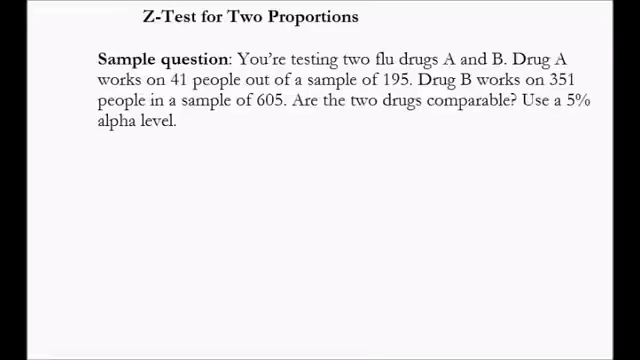 Z-Test for Two Proportions
Sample question: You're testing two flu drugs A and B. Drug A
works on 41 people out of a sample of 195. Drug B works on 351
people in a sample of 605. Are the two drugs comparable? Use a 5%
alpha level.